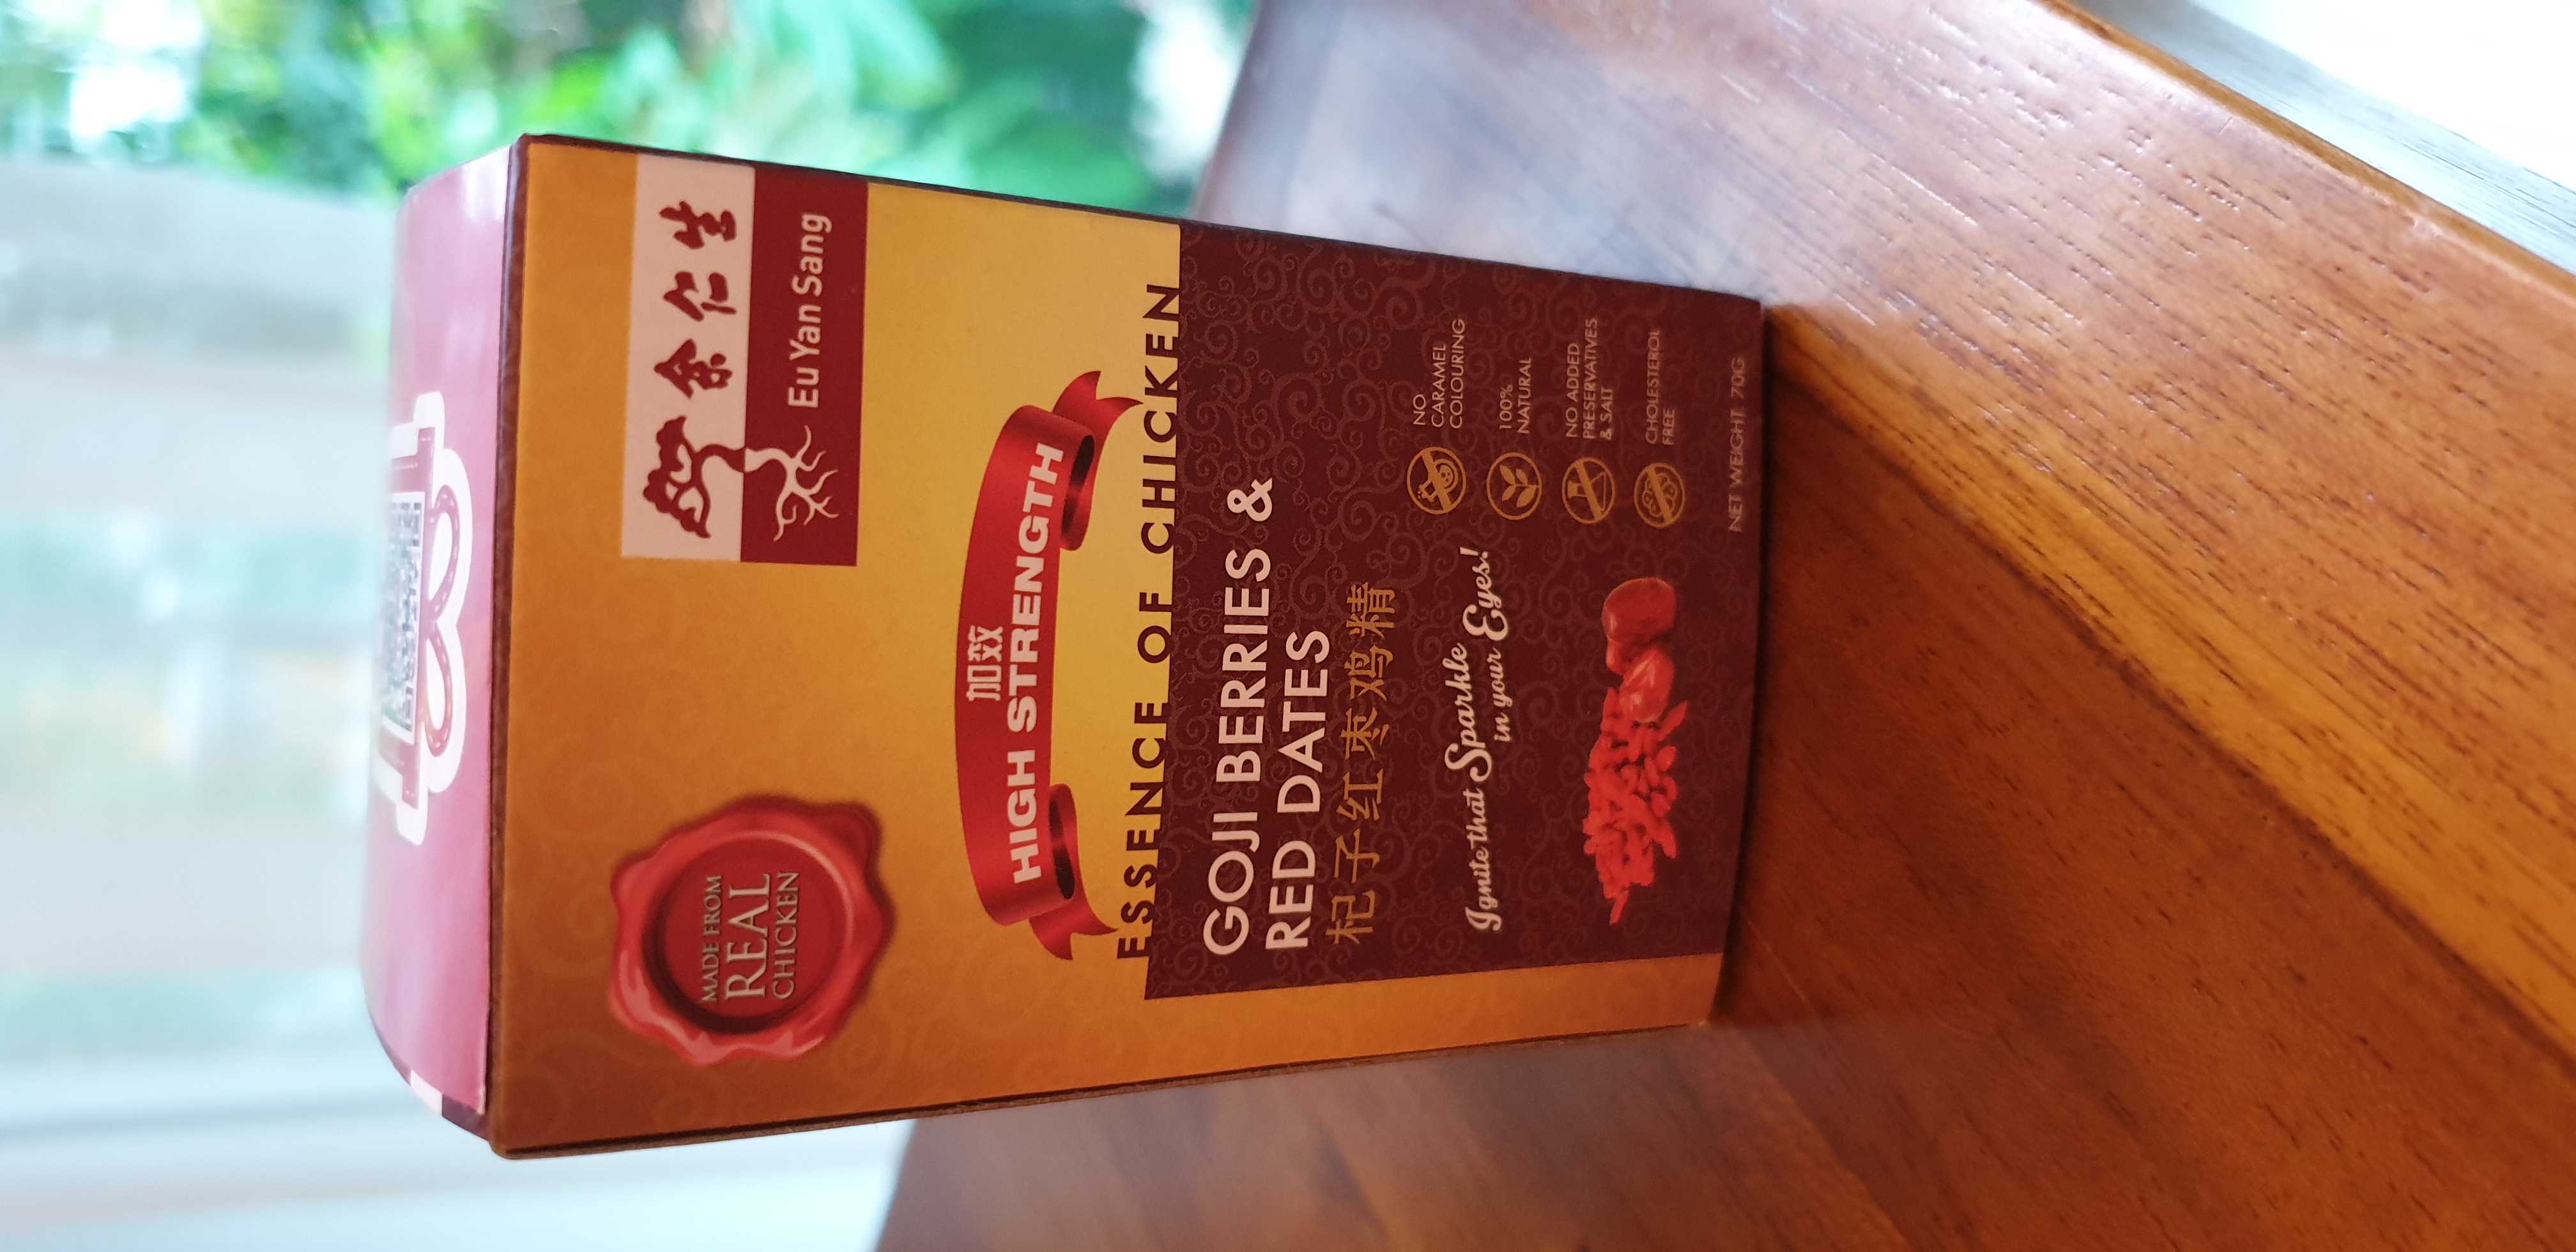 余仁生
Eu Yan Sang
MADE FROM
REAL
CHICKEN
加效
HIGH STRENGTH
ESSENCE OF CHICKEN
GOJI BERRIES &
RED DATES
杞子红枣鸡精
Ignite that Sparkle
in your Eyes!
NO
CARAMEL
COLOURING
100%
NATURAL
NO ADDED
PRESERVATIVES
& SALT
CHOLESTEROL
FREE
NET WEIGHT 70G